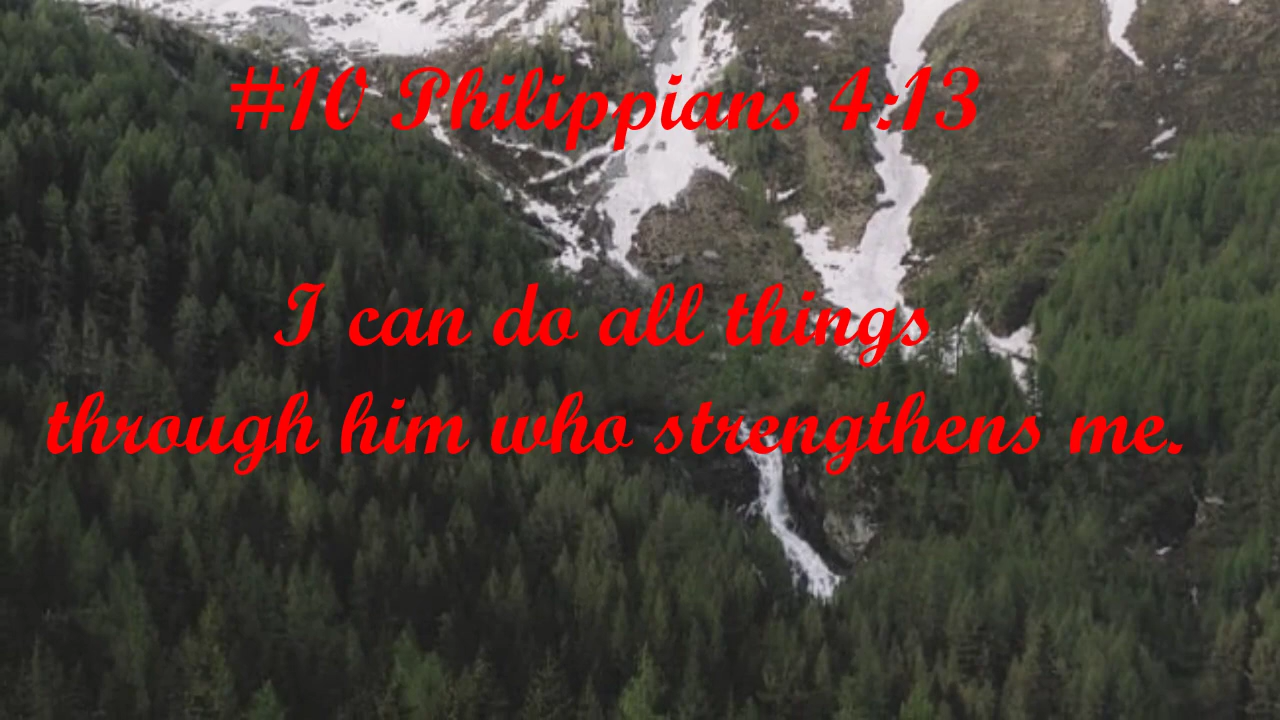 #10 Philippians 4:13
I can do all things
through him who strengthens me.